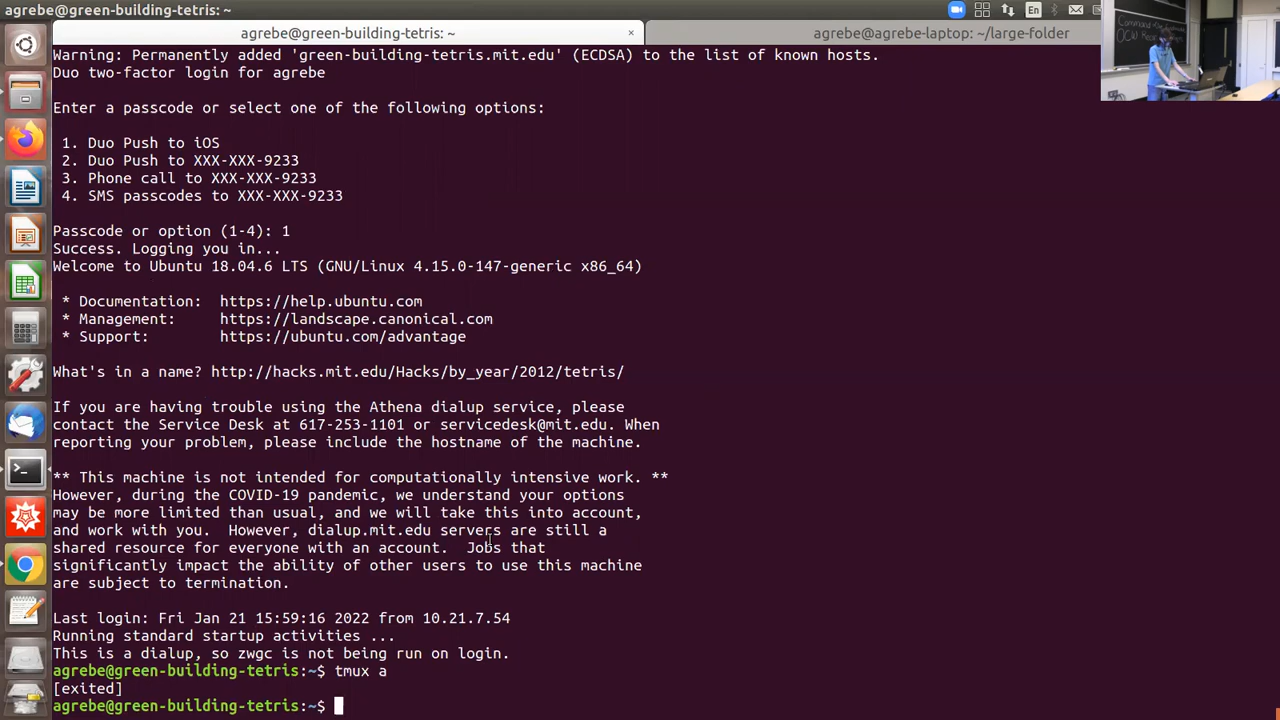 agrebe@green-building-tetris: ~
En
agrebe@green-building-tetris: ~ ×
agrebe@agrebe-laptop: ~/large-folder
Warning: Permanently added 'green-building-tetris.mit.edu' (ECDSA) to the list of known hosts.
Duo two-factor login for agrebe
Enter a passcode or select one of the following options:
1. Duo Push to iOS
2. Duo Push to XXX-XXX-9233
3. Phone call to XXX-XXX-9233
4. SMS passcodes to XXX-XXX-9233
Passcode or option (1-4): 1
Success. Logging you in...
Welcome to Ubuntu 18.04.6 LTS (GNU/Linux 4.15.0-147-generic x86_64)
* Documentation: https://help.ubuntu.com
* Management: https://landscape.canonical.com
* Support: https://ubuntu.com/advantage
What's in a name? http://hacks.mit.edu/Hacks/by_year/2012/tetris/
If you are having trouble using the Athena dialup service, please
contact the Service Desk at 617-253-1101 or servicedesk@mit.edu. When
reporting your problem, please include the hostname of the machine.
** This machine is not intended for computationally intensive work. **
However, during the COVID-19 pandemic, we understand your options
may be more limited than usual, and we will take this into account,
and work with you. However, dialup.mit.edu servers are still a
shared resource for everyone with an account. Jobs that
significantly impact the ability of other users to use this machine
are subject to termination.
Last login: Fri Jan 21 15:59:16 2022 from 10.21.7.54
Running standard startup activities ...
This is a dialup, so zwgc is not being run on login.
agrebe@green-building-tetris:~$ tmux a
[exited]
agrebe@green-building-tetris:~$